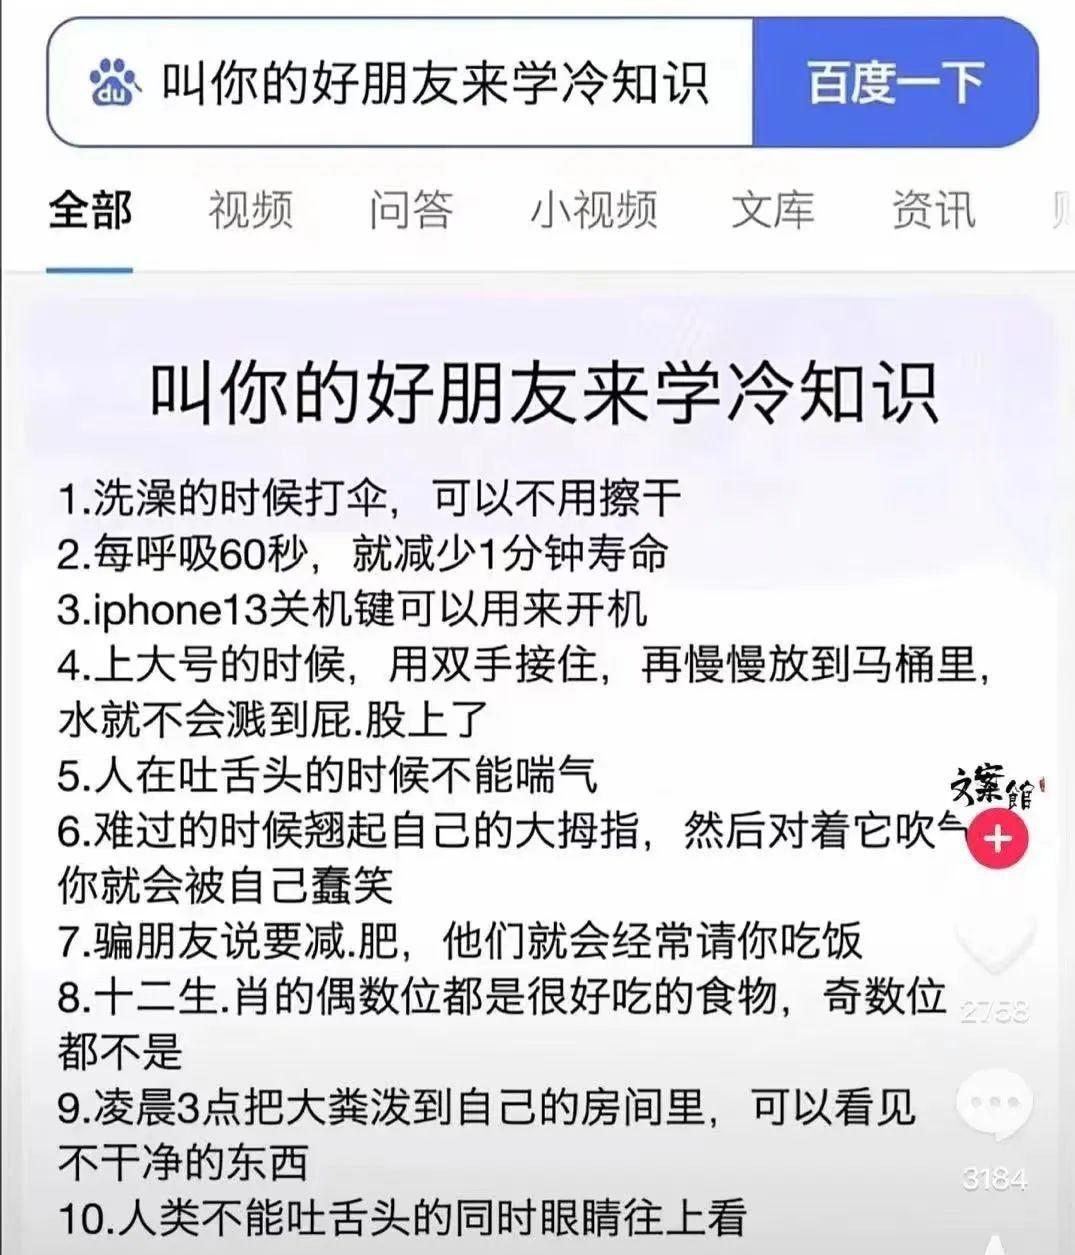 du 叫你的好朋友来学冷知识 百度一下
全部 视频 问答 小视频 文库 资讯
叫你的好朋友来学冷知识
1.洗澡的时候打伞，可以不用擦干
2.每呼吸60秒，就减少1分钟寿命
3.iphone13关机键可以用来开机
4.上大号的时候，用双手接住，再慢慢放到马桶里，
水就不会溅到屁.股上了
5.人在吐舌头的时候不能喘气
文案館
6.难过的时候翘起自己的大拇指，然后对着它吹气
你就会被自己蠢笑
7.骗朋友说要减.肥，他们就会经常请你吃饭
8.十二生.肖的偶数位都是很好吃的食物，奇数位
2758
都不是
9.凌晨3点把大粪泼到自己的房间里，可以看见
不干净的东西
3184
10.人类不能吐舌头的同时眼睛往上看